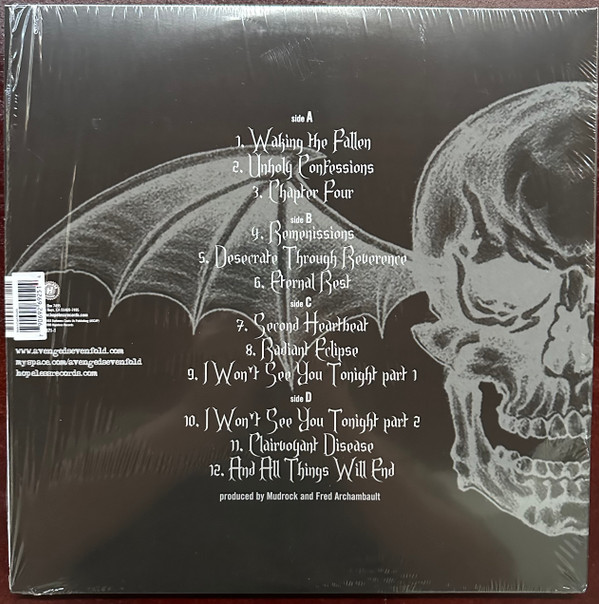 side A
1. Waking the Fallen
2. Unholy Confessions
3. Chapter Four
side B
4. Remenissions
5. Desecrate Through Reverence
6. Eternal Rest
side C
7. Second Heartbeat
8. Radiant Eclipse
9. I Won't See You Tonight part 1
side D
10. I Won't See You Tonight part 2
11. Clairvoyant Disease
12. And All Things Will End
produced by Mudrock and Fred Archambault
www.avengedsevenfold.com
myspace.com/avengedsevenfold
hopelessrecords.com